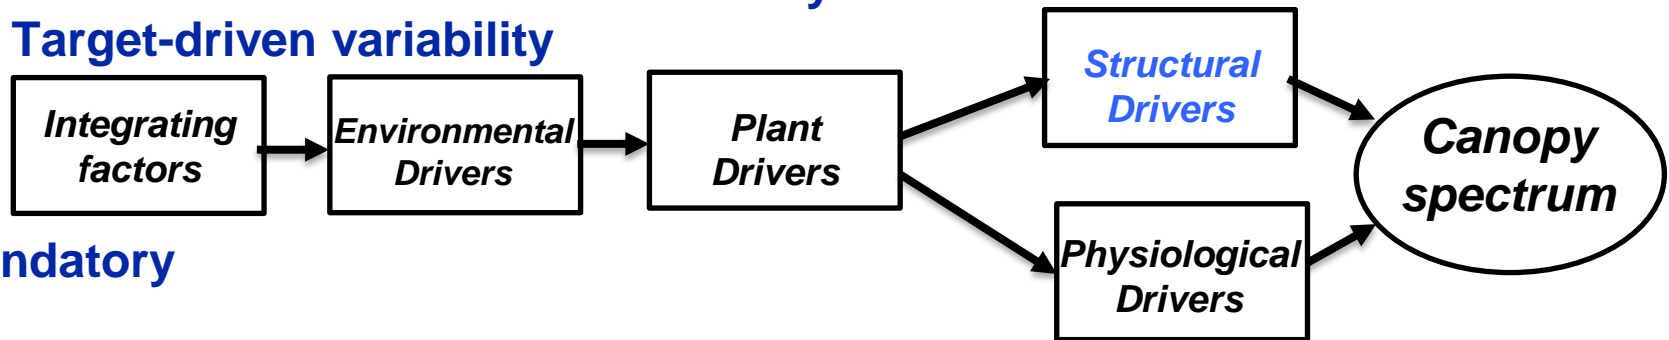 Target-driven variability
Integrating
factors
Environmental
Drivers
Plant
Drivers
Structural
Drivers
Physiological
Drivers
Canopy
spectrum
ndatory